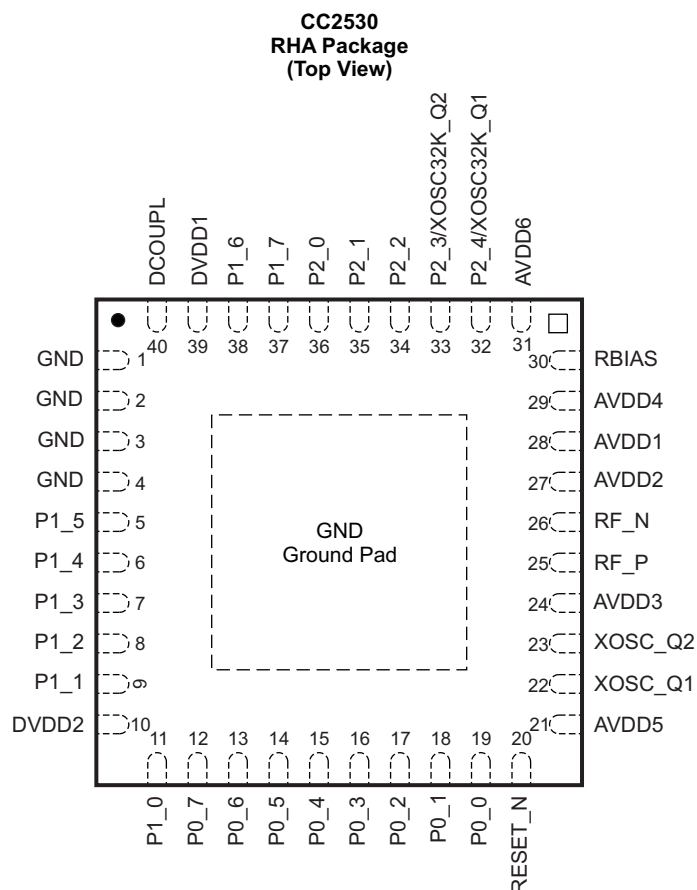 CC2530
RHA Package
(Top View)
DCOUPL
DVDD1
P1_6
P1_7
P2_0
P2_1
P2_2
P2_3/XOSC32K_Q2
P2_4/XOSC32K_Q1
AVDD6
40 39 38 37 36 35 34 33 32 31
GND 1
GND 2
GND 3
GND 4
P1_5 5
P1_4 6
P1_3 7
P1_2 8
P1_1 9
DVDD2 10
30 RBIAS
29 AVDD4
28 AVDD1
27 AVDD2
26 RF_N
25 RF_P
24 AVDD3
23 XOSC_Q2
22 XOSC_Q1
21 AVDD5
GND
Ground Pad
11 12 13 14 15 16 17 18 19 20
P1_0
P0_7
P0_6
P0_5
P0_4
P0_3
P0_2
P0_1
P0_0
RESET_N